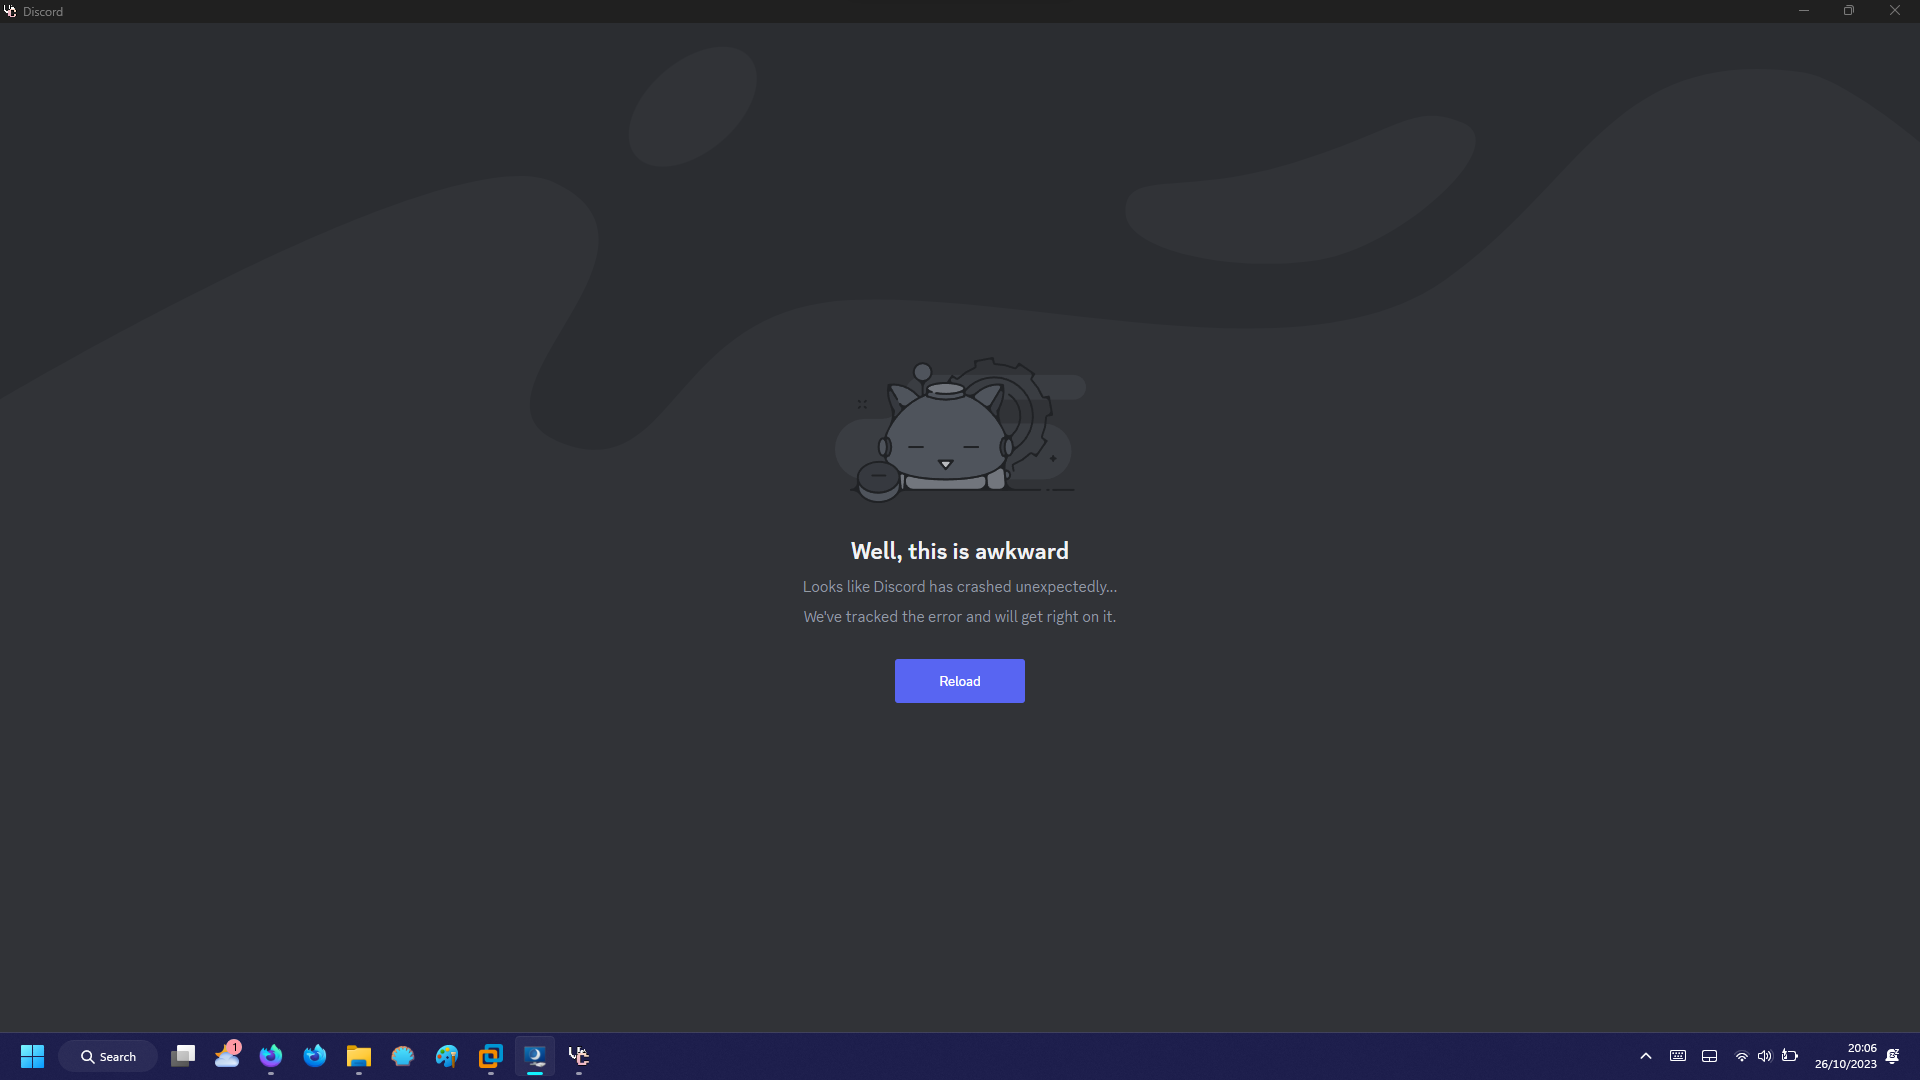 Discord
Well, this is awkward
Looks like Discord has crashed unexpectedly...
We've tracked the error and will get right on it.
Reload
Search
1
20:06
26/10/2023